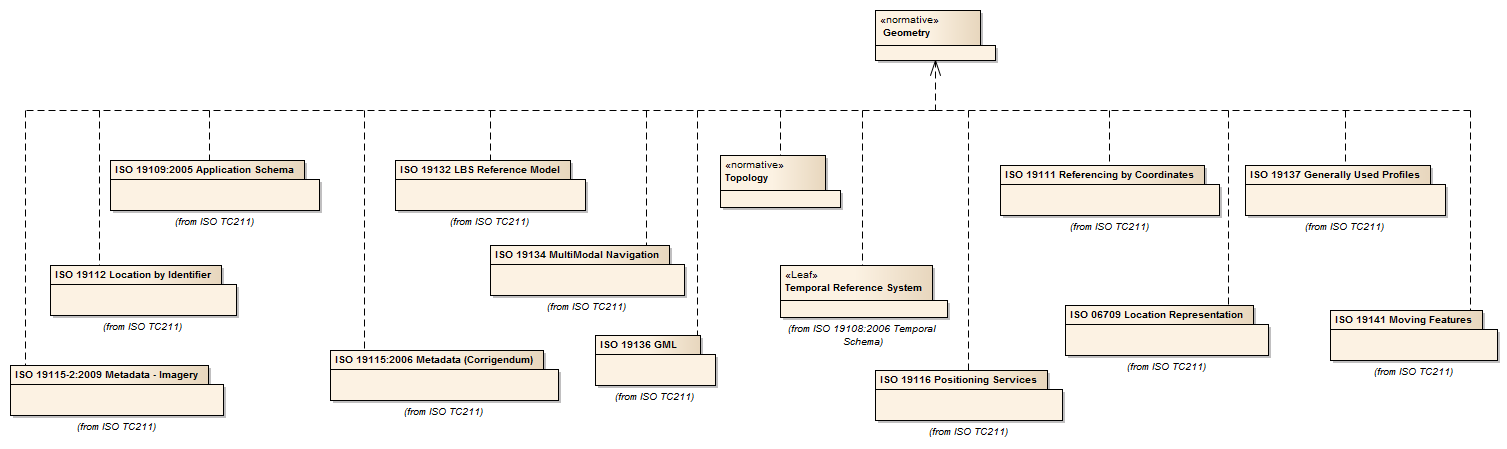 «normative»
Geometry
ISO 19109:2005 Application Schema
(from ISO TC211)
ISO 19132 LBS Reference Model
(from ISO TC211)
«normative»
Topology
ISO 19111 Referencing by Coordinates
(from ISO TC211)
ISO 19137 Generally Used Profiles
(from ISO TC211)
ISO 19134 MultiModal Navigation
(from ISO TC211)
ISO 19112 Location by Identifier
(from ISO TC211)
«Leaf»
Temporal Reference System
(from ISO 19108:2006 Temporal
Schema)
ISO 06709 Location Representation
(from ISO TC211)
ISO 19141 Moving Features
(from ISO TC211)
ISO 19136 GML
(from ISO TC211)
ISO 19115:2006 Metadata (Corrigendum)
(from ISO TC211)
ISO 19115-2:2009 Metadata - Imagery
(from ISO TC211)
ISO 19116 Positioning Services
(from ISO TC211)